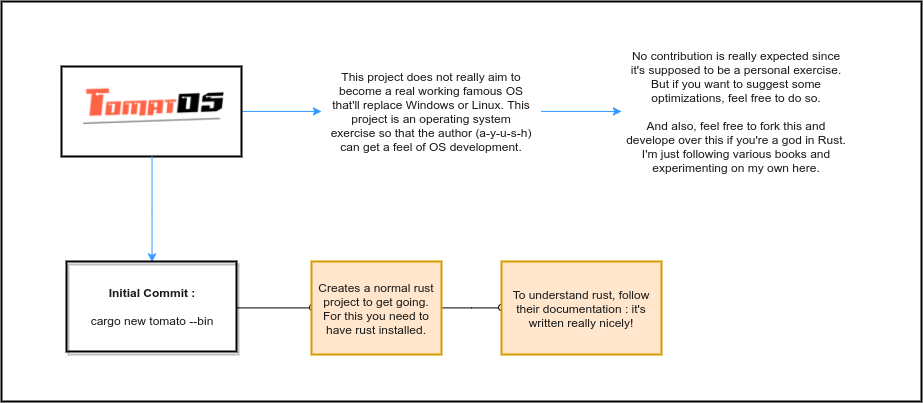 TOMATOS
This project does not really aim to
become a real working famous OS
that'll replace Windows or Linux. This
project is an operating system
exercise so that the author (a-y-u-s-h)
can get a feel of OS development.
No contribution is really expected since
it's supposed to be a personal exercise.
But if you want to suggest some
optimizations, feel free to do so.
And also, feel free to fork this and
develope over this if you're a god in Rust.
I'm just following various books and
experimenting on my own here.
Initial Commit :
cargo new tomato --bin
Creates a normal rust
project to get going.
For this you need to
have rust installed.
To understand rust, follow
their documentation : it's
written really nicely!